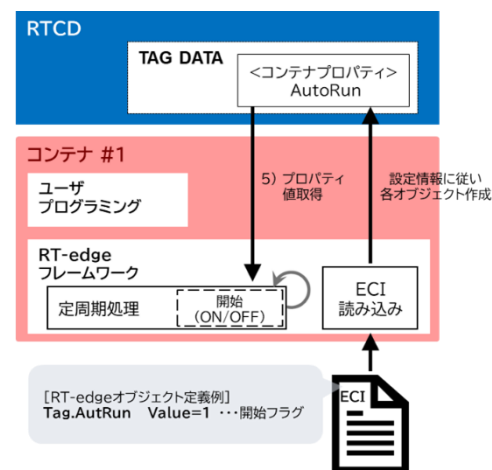 RTCD
TAG DATA
<コンテナプロパティ>
AutoRun
コンテナ #1
ユーザ
プログラミング
5) プロパティ
値取得
設定情報に従い
各オブジェクト作成
RT-edge
フレームワーク
定周期処理
開始
(ON/OFF)
ECI
読み込み
[RT-edgeオブジェクト定義例]
Tag.AutRun Value=1 ･･･開始フラグ
ECI